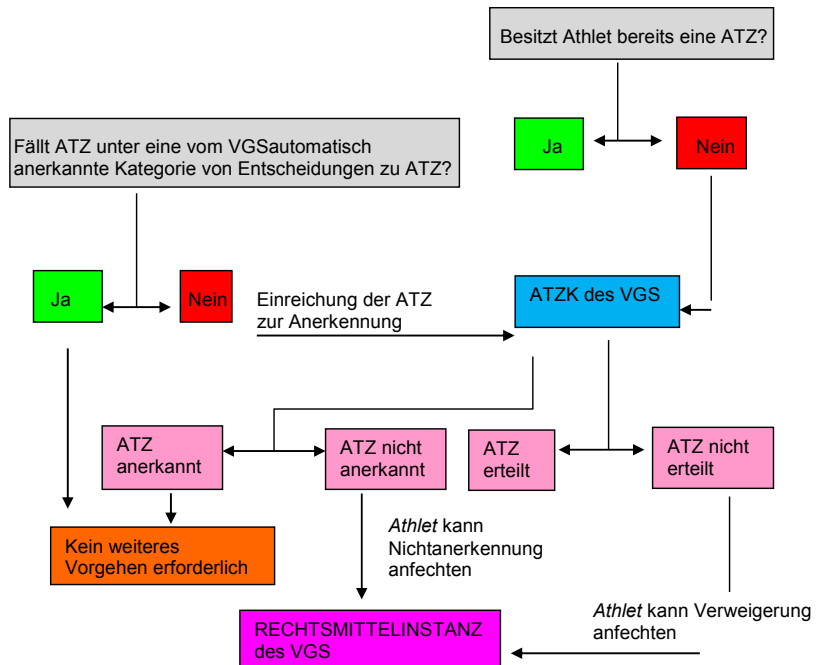 Besitzt Athlet bereits eine ATZ?
Ja
Nein
Fällt ATZ unter eine vom VGSautomatisch
anerkannte Kategorie von Entscheidungen zu ATZ?
Ja
Nein
Einreichung der ATZ
zur Anerkennung
ATZK des VGS
ATZ
anerkannt
ATZ nicht
anerkannt
ATZ
erteilt
ATZ nicht
erteilt
Kein weiteres
Vorgehen erforderlich
Athlet kann
Nichtanerkennung
anfechten
Athlet kann Verweigerung
anfechten
RECHTSMITTELINSTANZ
des VGS